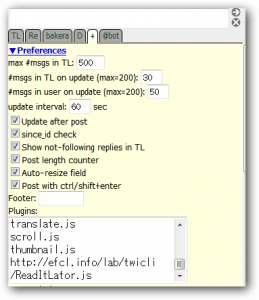 TL Re bakera D + @bot
▼Preferences
max #msgs in TL: 500
#msgs in TL on update (max=200): 30
#msgs in user on update (max=200): 50
update interval: 60 sec
Update after post
since_id check
Show not-following replies in TL
Post length counter
Auto-resize field
Post with ctrl/shift+enter
Footer:
Plugins:
translate.js
scroll.js
thumbnail.js
http://efcl.info/lab/twicli
/ReadItLator.js